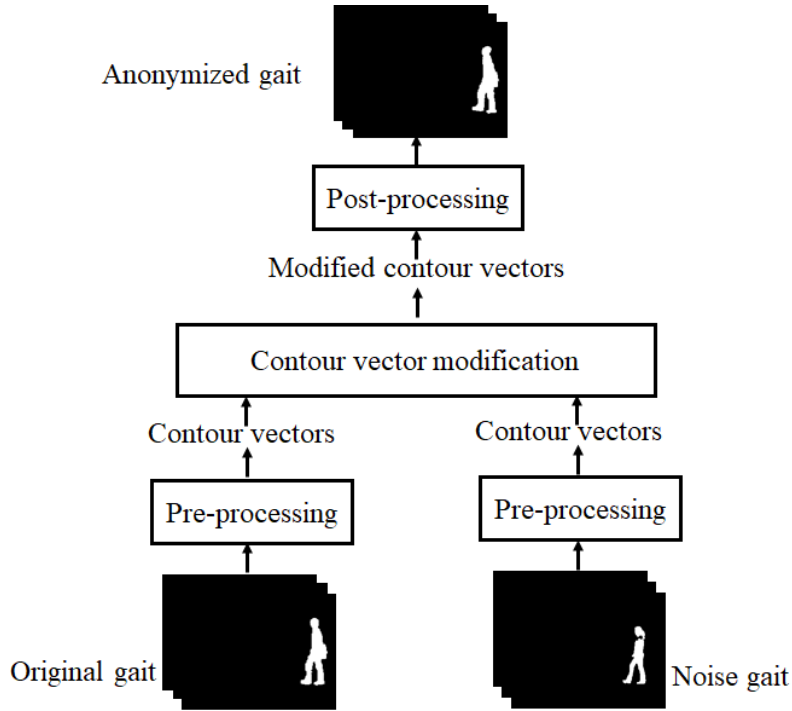 Anonymized gait
Post-processing
Modified contour vectors
Contour vector modification
Contour vectors
Contour vectors
Pre-processing
Pre-processing
Original gait
Noise gait